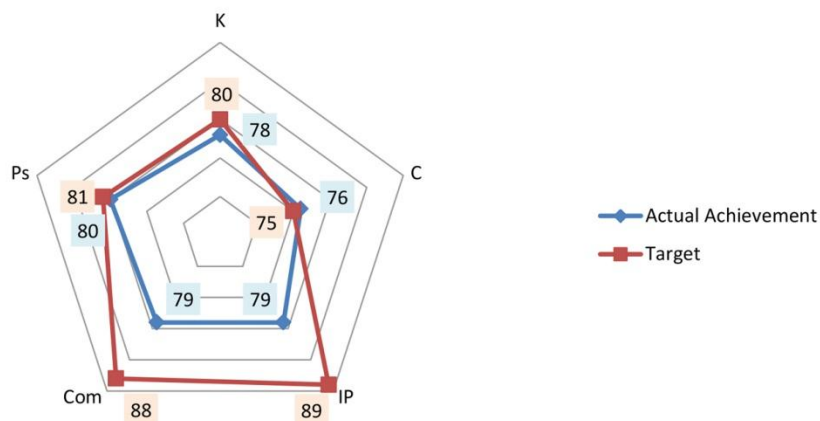 K
80
78
Ps
C
81
76
80
75
Actual Achievement
Target
79
79
Com
IP
88
89